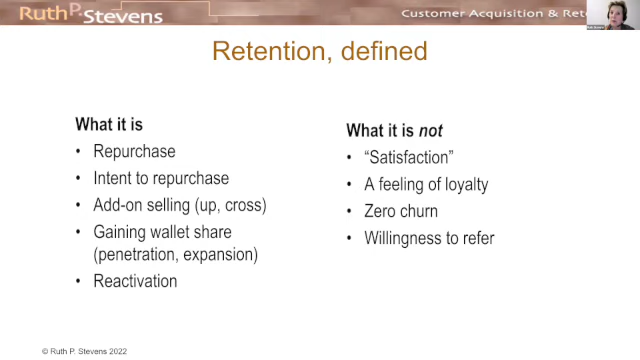 Ruth P. Stevens
Customer Acquisition & Rete
Retention, defined
What it is
• Repurchase
• Intent to repurchase
• Add-on selling (up, cross)
• Gaining wallet share
(penetration, expansion)
• Reactivation
What it is not
• “Satisfaction”
• A feeling of loyalty
• Zero churn
• Willingness to refer
© Ruth P. Stevens 2022